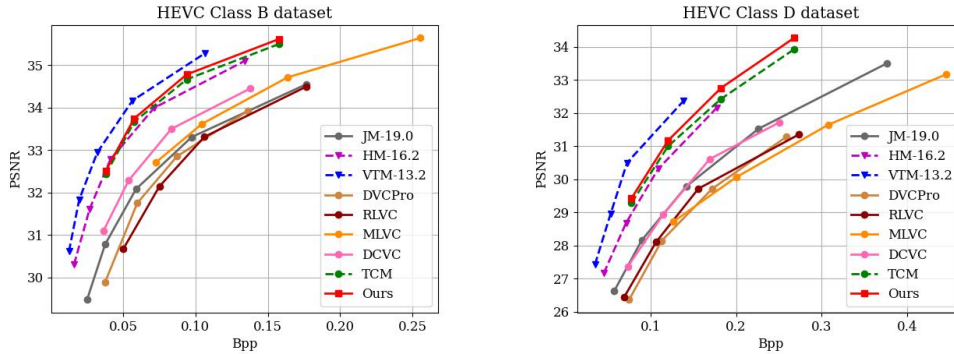 HEVC Class B dataset
PSNR
35
34
33
32
31
30
0.05
0.10
0.15
0.20
0.25
Bpp
JM-19.0
HM-16.2
VTM-13.2
DVCPro
RLVC
MLVC
DCVC
TCM
Ours
HEVC Class D dataset
PSNR
34
33
32
31
30
29
28
27
26
0.1
0.2
0.3
0.4
Bpp
JM-19.0
HM-16.2
VTM-13.2
DVCPro
RLVC
MLVC
DCVC
TCM
Ours